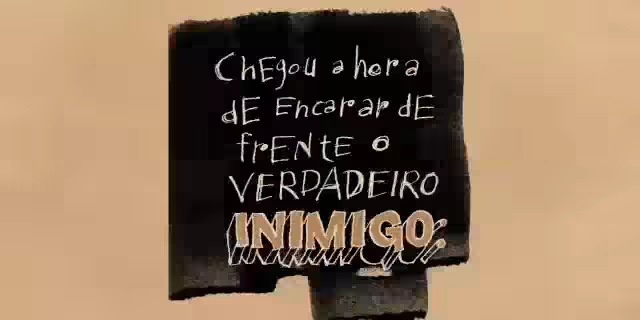 chEgou a hora
dE Encarar dE
frENtE o
VERDADEIRO
INIMIGO